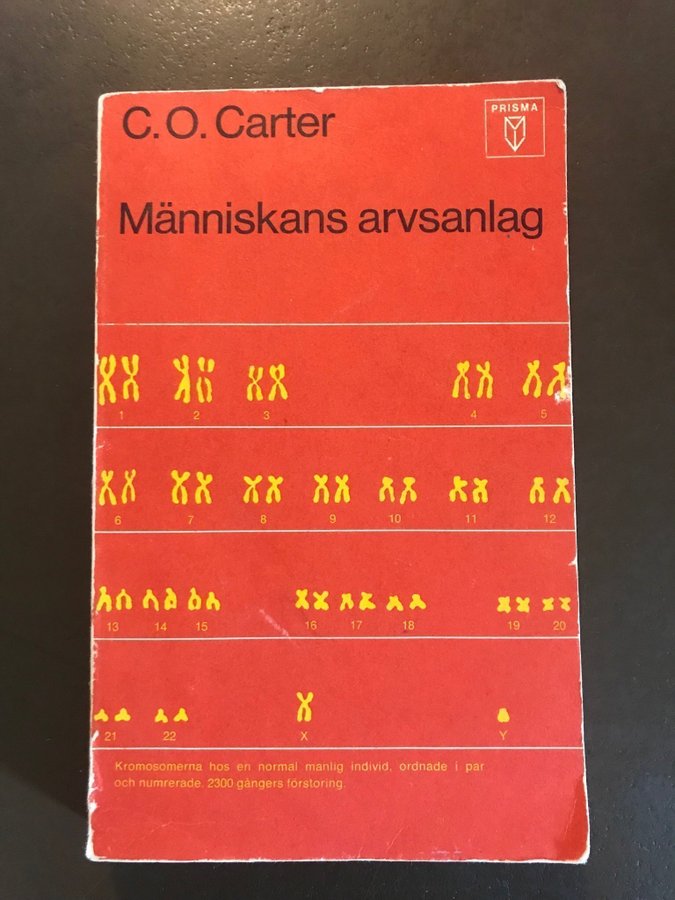 C. O. Carter
PRISMA
Människans arvsanlag
1 2 3 4 5
6 7 8 9 10 11 12
13 14 15 16 17 18 19 20
21 22 X Y
Kromosomerna hos en normal manlig individ, ordnade i par
och numrerade. 2300 gångers förstoring.